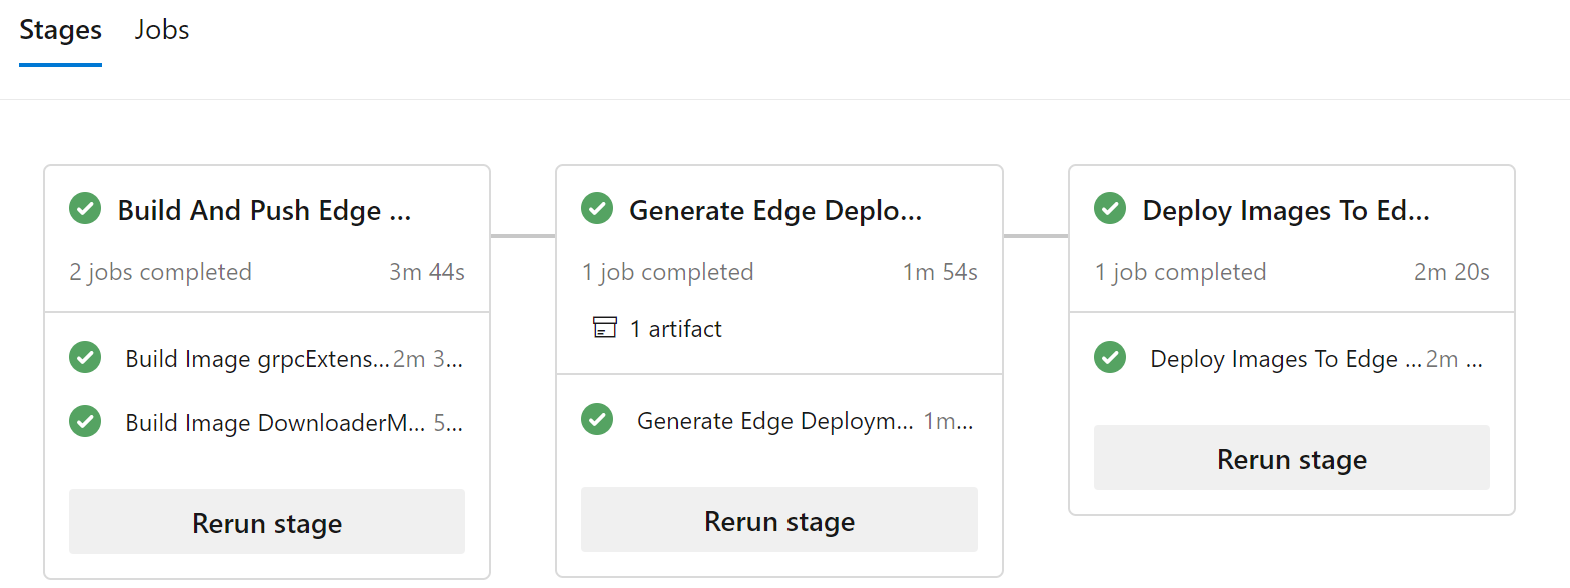 Stages Jobs
Build And Push Edge ...
2 jobs completed 3m 44s
Build Image grpcExtens... 2m 3...
Build Image DownloaderM... 5...
Rerun stage
Generate Edge Deplo...
1 job completed 1m 54s
1 artifact
Generate Edge Deploym... 1m...
Rerun stage
Deploy Images To Ed...
1 job completed 2m 20s
Deploy Images To Edge ... 2m ...
Rerun stage